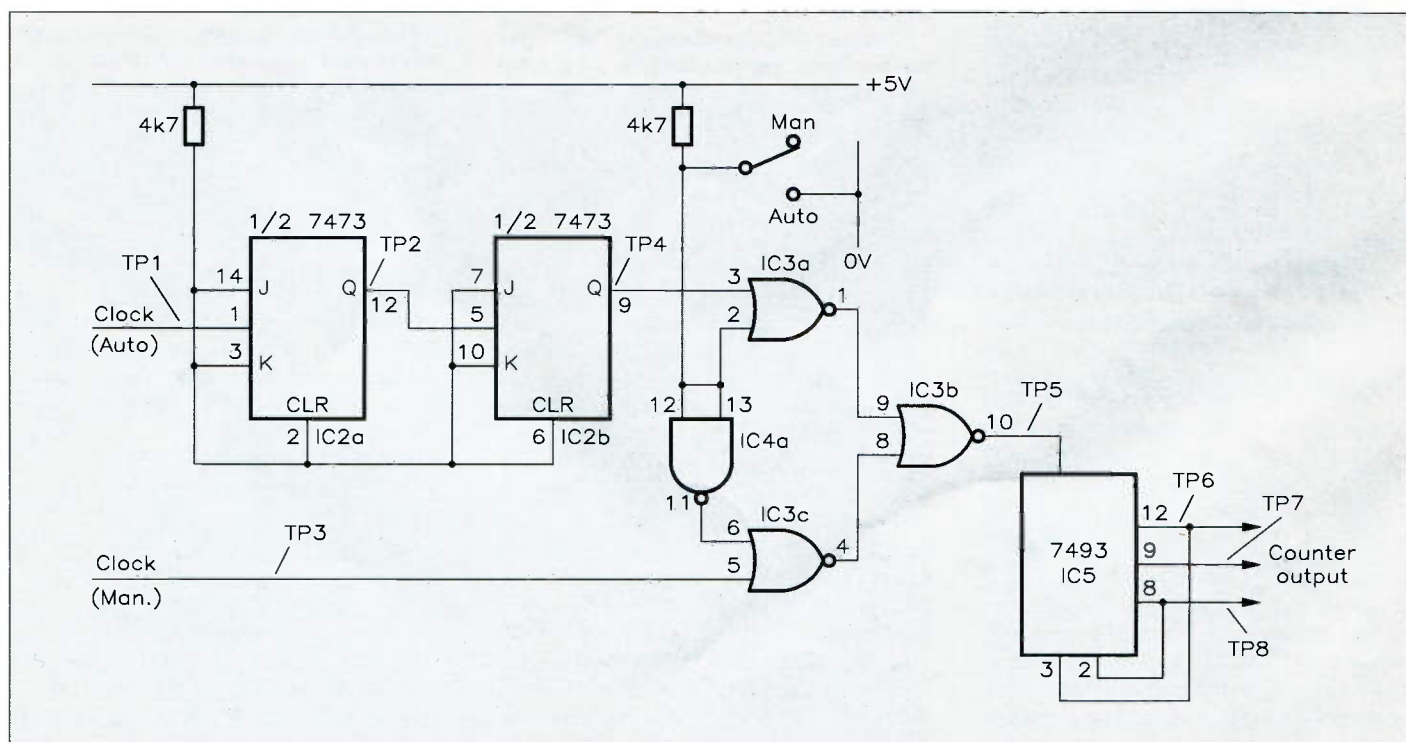 +5V
4k7
4k7
Man
Auto
0V
1/2 7473
1/2 7473
TP1
TP2
TP4
14
J
Q
12
7
J
Q
9
3
IC3a
1
Clock
(Auto)
1
5
2
3
K
10
K
CLR
CLR
2
IC2a
6
IC2b
12
13
IC4a
11
9
IC3b
10
TP5
8
TP3
6
IC3c
4
5
Clock
(Man.)
7493
IC5
12
TP6
TP7
9
Counter
output
8
TP8
3
2